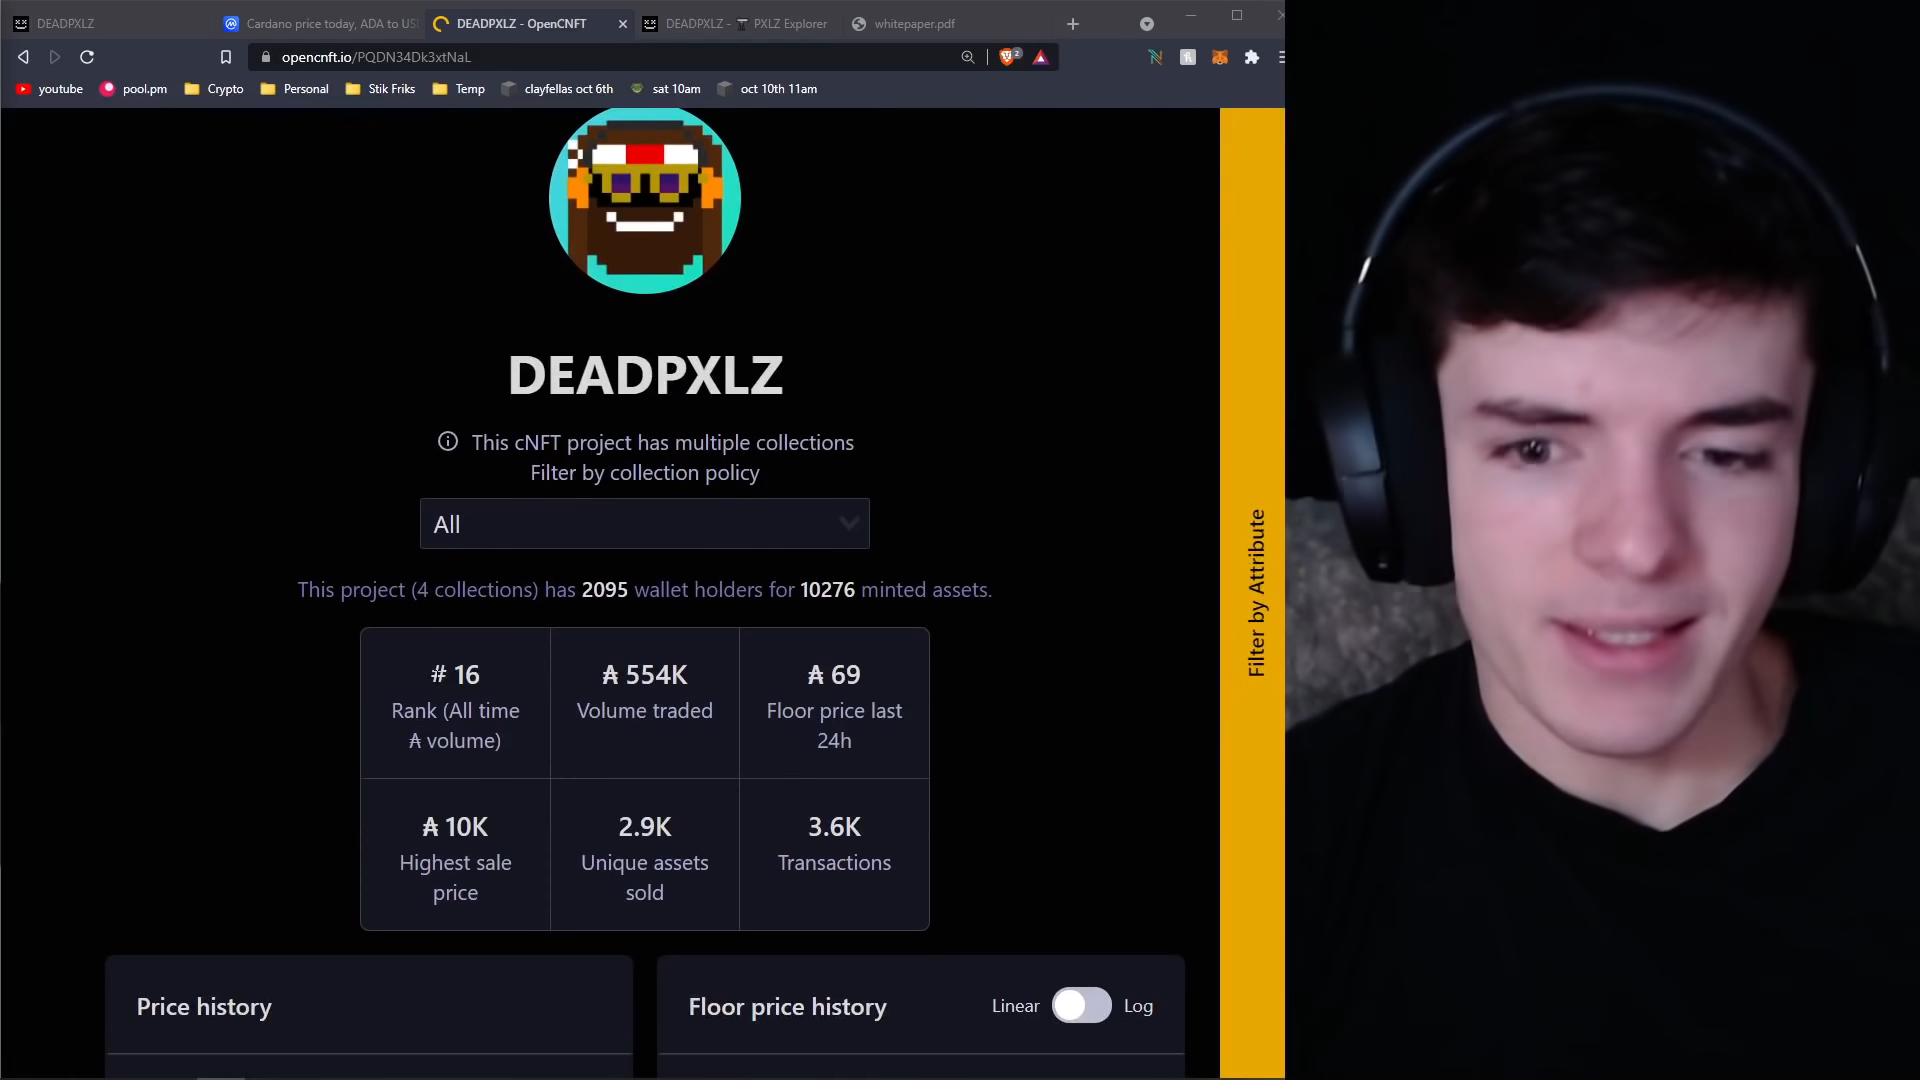 DEADPXLZ
Cardano price today, ADA to US
DEADPXLZ - OpenCNFT
DEADPXLZ - PXLZ Explorer
whitepaper.pdf
opencnft.io/PQDN34Dk3xtNaL
2
youtube
pool.pm
Crypto
Personal
Stik Friks
Temp
clayfellas oct 6th
sat 10am
oct 10th 11am
DEADPXLZ
This cNFT project has multiple collections
Filter by collection policy
All
This project (4 collections) has 2095 wallet holders for 10276 minted assets.
# 16
Rank (All time
₳ volume)
₳ 554K
Volume traded
₳ 69
Floor price last
24h
₳ 10K
Highest sale
price
2.9K
Unique assets
sold
3.6K
Transactions
Filter by Attribute
Price history
Floor price history
Linear
Log